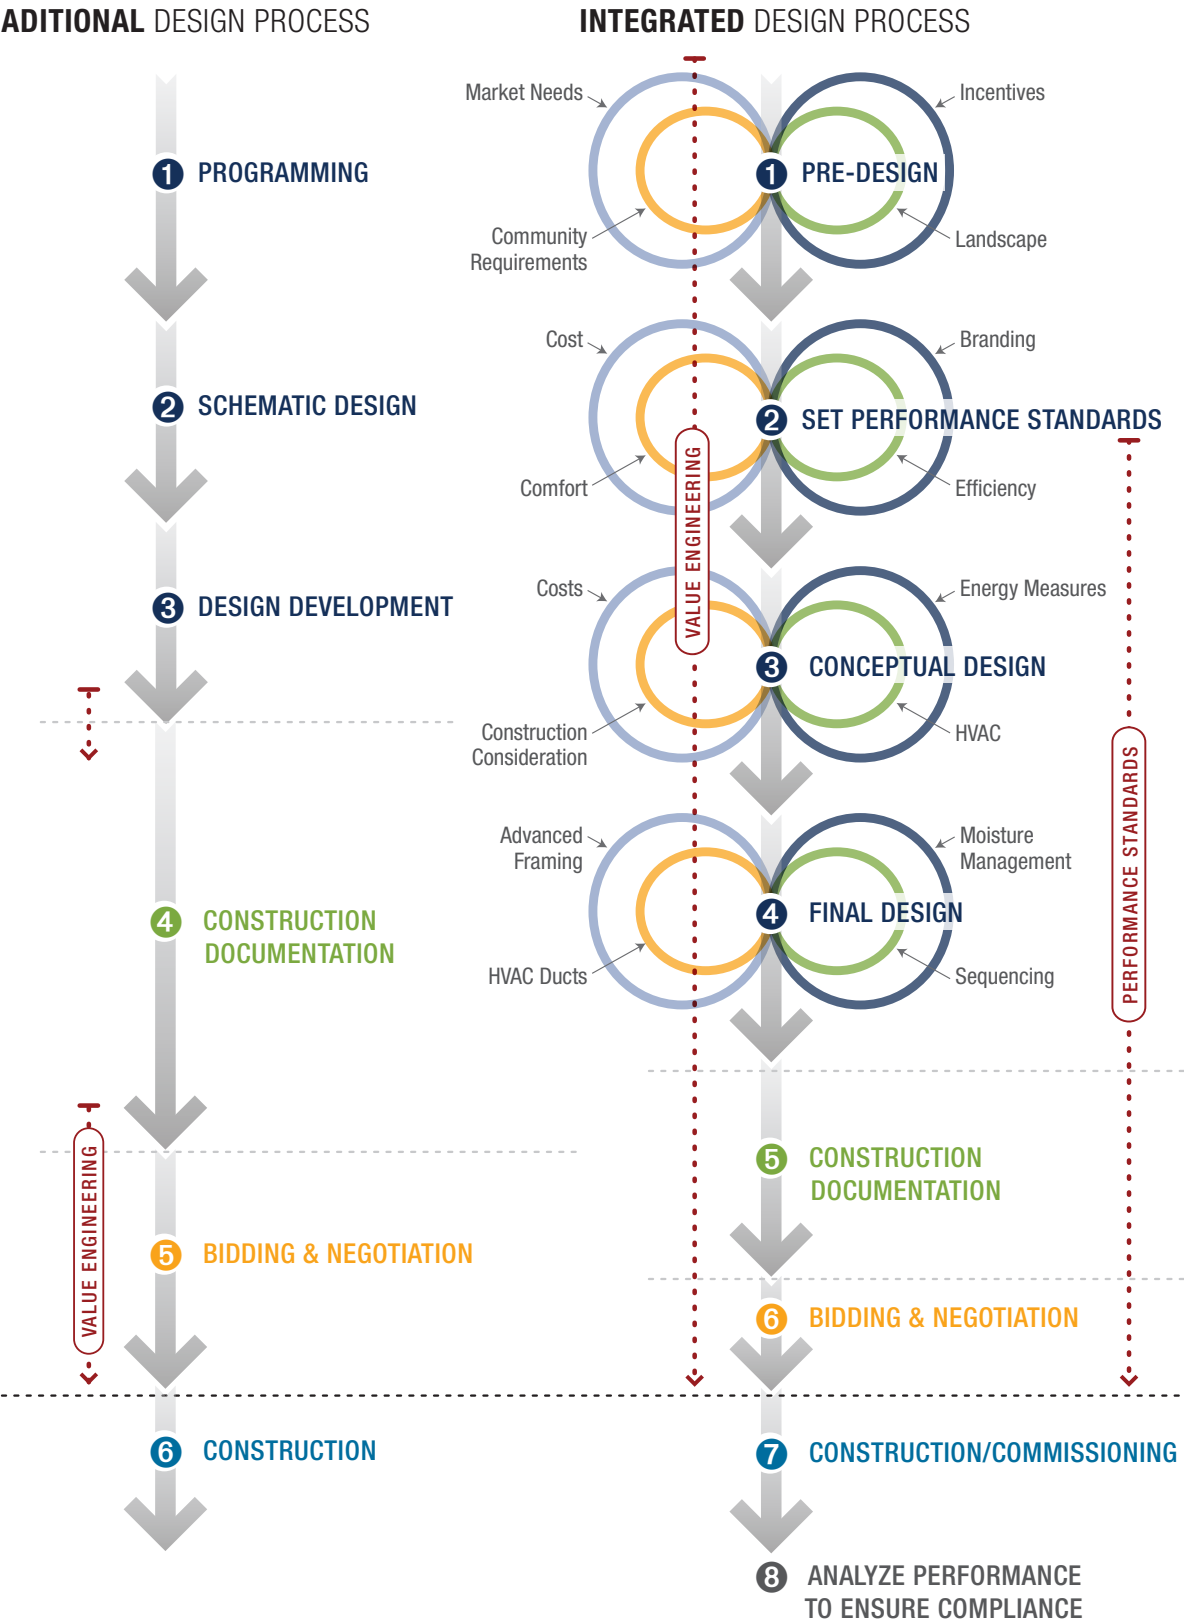 ADITIONAL DESIGN PROCESS
1 PROGRAMMING
2 SCHEMATIC DESIGN
3 DESIGN DEVELOPMENT
4 CONSTRUCTION
DOCUMENTATION
VALUE ENGINEERING
5 BIDDING & NEGOTIATION
6 CONSTRUCTION
INTEGRATED DESIGN PROCESS
Market Needs
Incentives
1 PRE-DESIGN
Community
Requirements
Landscape
Cost
Branding
2 SET PERFORMANCE STANDARDS
Comfort
Efficiency
VALUE ENGINEERING
Costs
Energy Measures
3 CONCEPTUAL DESIGN
Construction
Consideration
HVAC
PERFORMANCE STANDARDS
Advanced
Framing
Moisture
Management
4 FINAL DESIGN
HVAC Ducts
Sequencing
5 CONSTRUCTION
DOCUMENTATION
6 BIDDING & NEGOTIATION
7 CONSTRUCTION/COMMISSIONING
8 ANALYZE PERFORMANCE
TO ENSURE COMPLIANCE